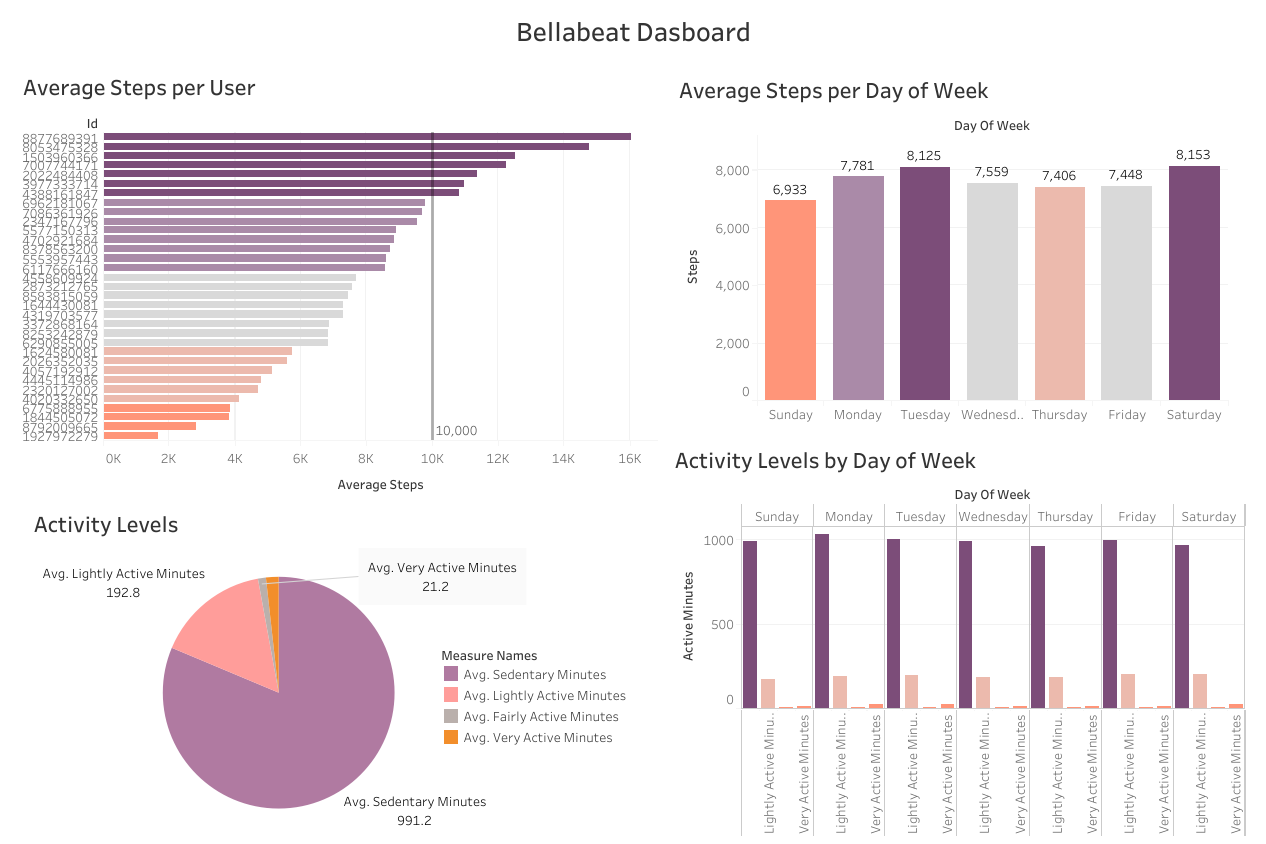 Bellabeat Dasboard
Average Steps per User
Id
8877689391
8053475328
1503960366
7007744171
2022484408
3977333714
4388161847
6962181067
7086361926
2347167796
5577150313
4702921684
8378563200
5553957443
6117666160
4558609924
2873212765
8583815059
1644430081
4319703577
3372868164
8253242879
6290855005
1624580081
2026352035
4057192912
4445114986
2320127002
4020332650
6775888955
1844505072
8792009665
1927972279
10,000
0K 2K 4K 6K 8K 10K 12K 14K 16K
Average Steps
Average Steps per Day of Week
Day Of Week
Steps
8,000
6,000
4,000
2,000
0
6,933 7,781 8,125 7,559 7,406 7,448 8,153
Sunday Monday Tuesday Wednesd.. Thursday Friday Saturday
Activity Levels
Avg. Lightly Active Minutes
192.8
Avg. Very Active Minutes
21.2
Avg. Sedentary Minutes
991.2
Measure Names
Avg. Sedentary Minutes
Avg. Lightly Active Minutes
Avg. Fairly Active Minutes
Avg. Very Active Minutes
Activity Levels by Day of Week
Day Of Week
Sunday Monday Tuesday Wednesday Thursday Friday Saturday
Active Minutes
1000
500
0
Lightly Active Minu..
Very Active Minutes
Lightly Active Minu..
Very Active Minutes
Lightly Active Minu..
Very Active Minutes
Lightly Active Minu..
Very Active Minutes
Lightly Active Minu..
Very Active Minutes
Lightly Active Minu..
Very Active Minutes
Lightly Active Minu..
Very Active Minutes